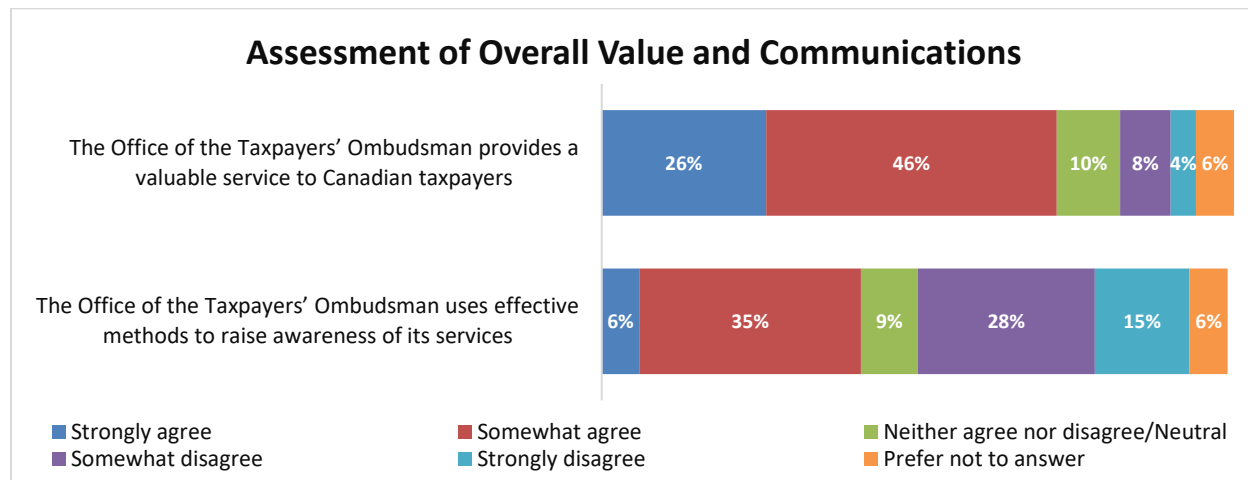 Assessment of Overall Value and Communications
The Office of the Taxpayers’ Ombudsman provides a
valuable service to Canadian taxpayers
26% 46% 10% 8% 4% 6%
The Office of the Taxpayers’ Ombudsman uses effective
methods to raise awareness of its services
6% 35% 9% 28% 15% 6%
Strongly agree Somewhat agree Neither agree nor disagree/Neutral
Somewhat disagree Strongly disagree Prefer not to answer